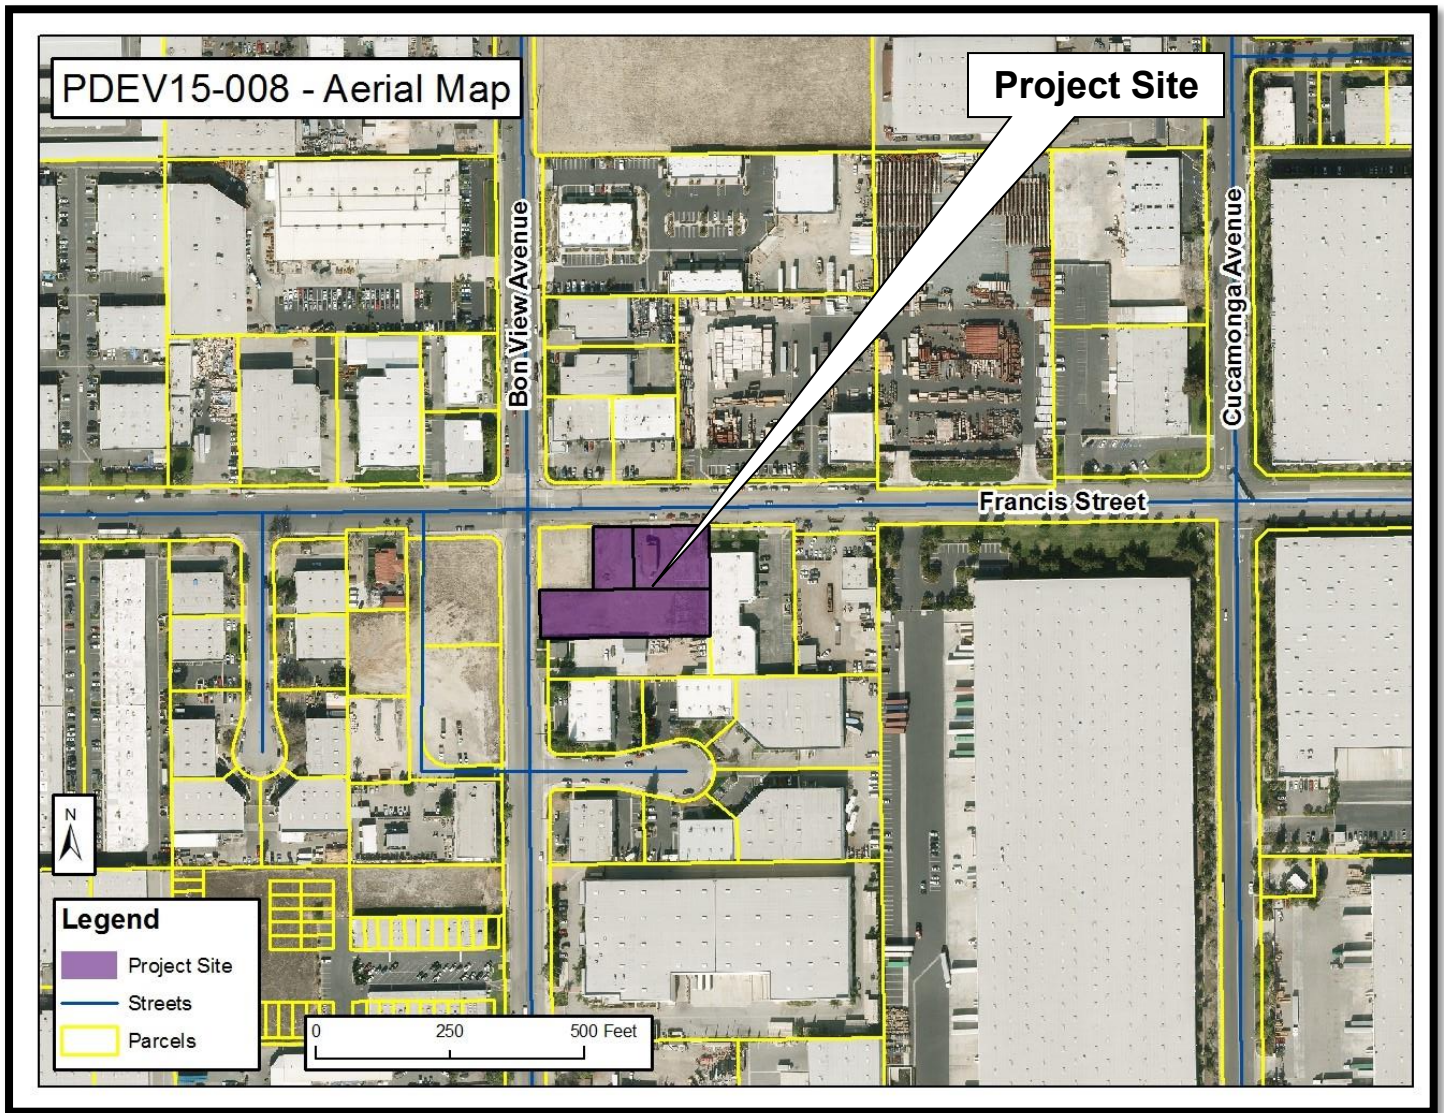 PDEV15-008 - Aerial Map
Project Site
Bon View Avenue
Cucamonga Avenue
Francis Street
N
Legend
Project Site
Streets
Parcels
0 250 500 Feet